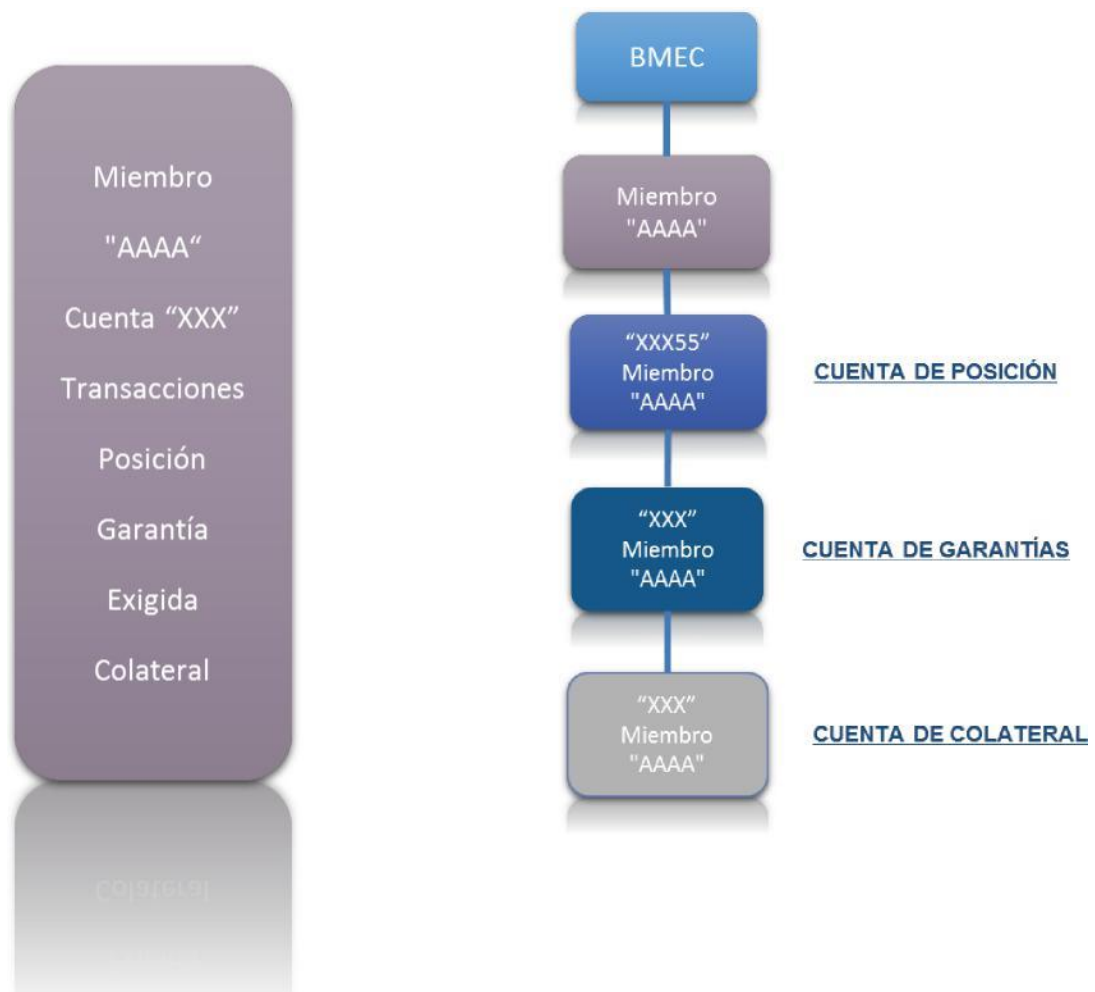 Miembro
"AAAA“
Cuenta “XXX”
Transacciones
Posición
Garantía
Exigida
Colateral
Colateral
BMEC
Miembro
"AAAA"
“XXX55”
Miembro
"AAAA"
CUENTA DE POSICIÓN
“XXX”
Miembro
"AAAA"
CUENTA DE GARANTÍAS
“XXX”
Miembro
"AAAA"
CUENTA DE COLATERAL